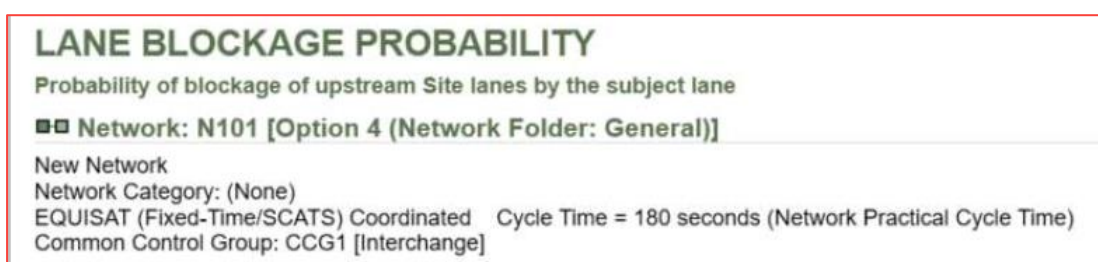 LANE BLOCKAGE PROBABILITY
Probability of blockage of upstream Site lanes by the subject lane
Network: N101 [Option 4 (Network Folder: General)]
New Network
Network Category: (None)
EQUISAT (Fixed-Time/SCATS) Coordinated Cycle Time = 180 seconds (Network Practical Cycle Time)
Common Control Group: CCG1 [Interchange]